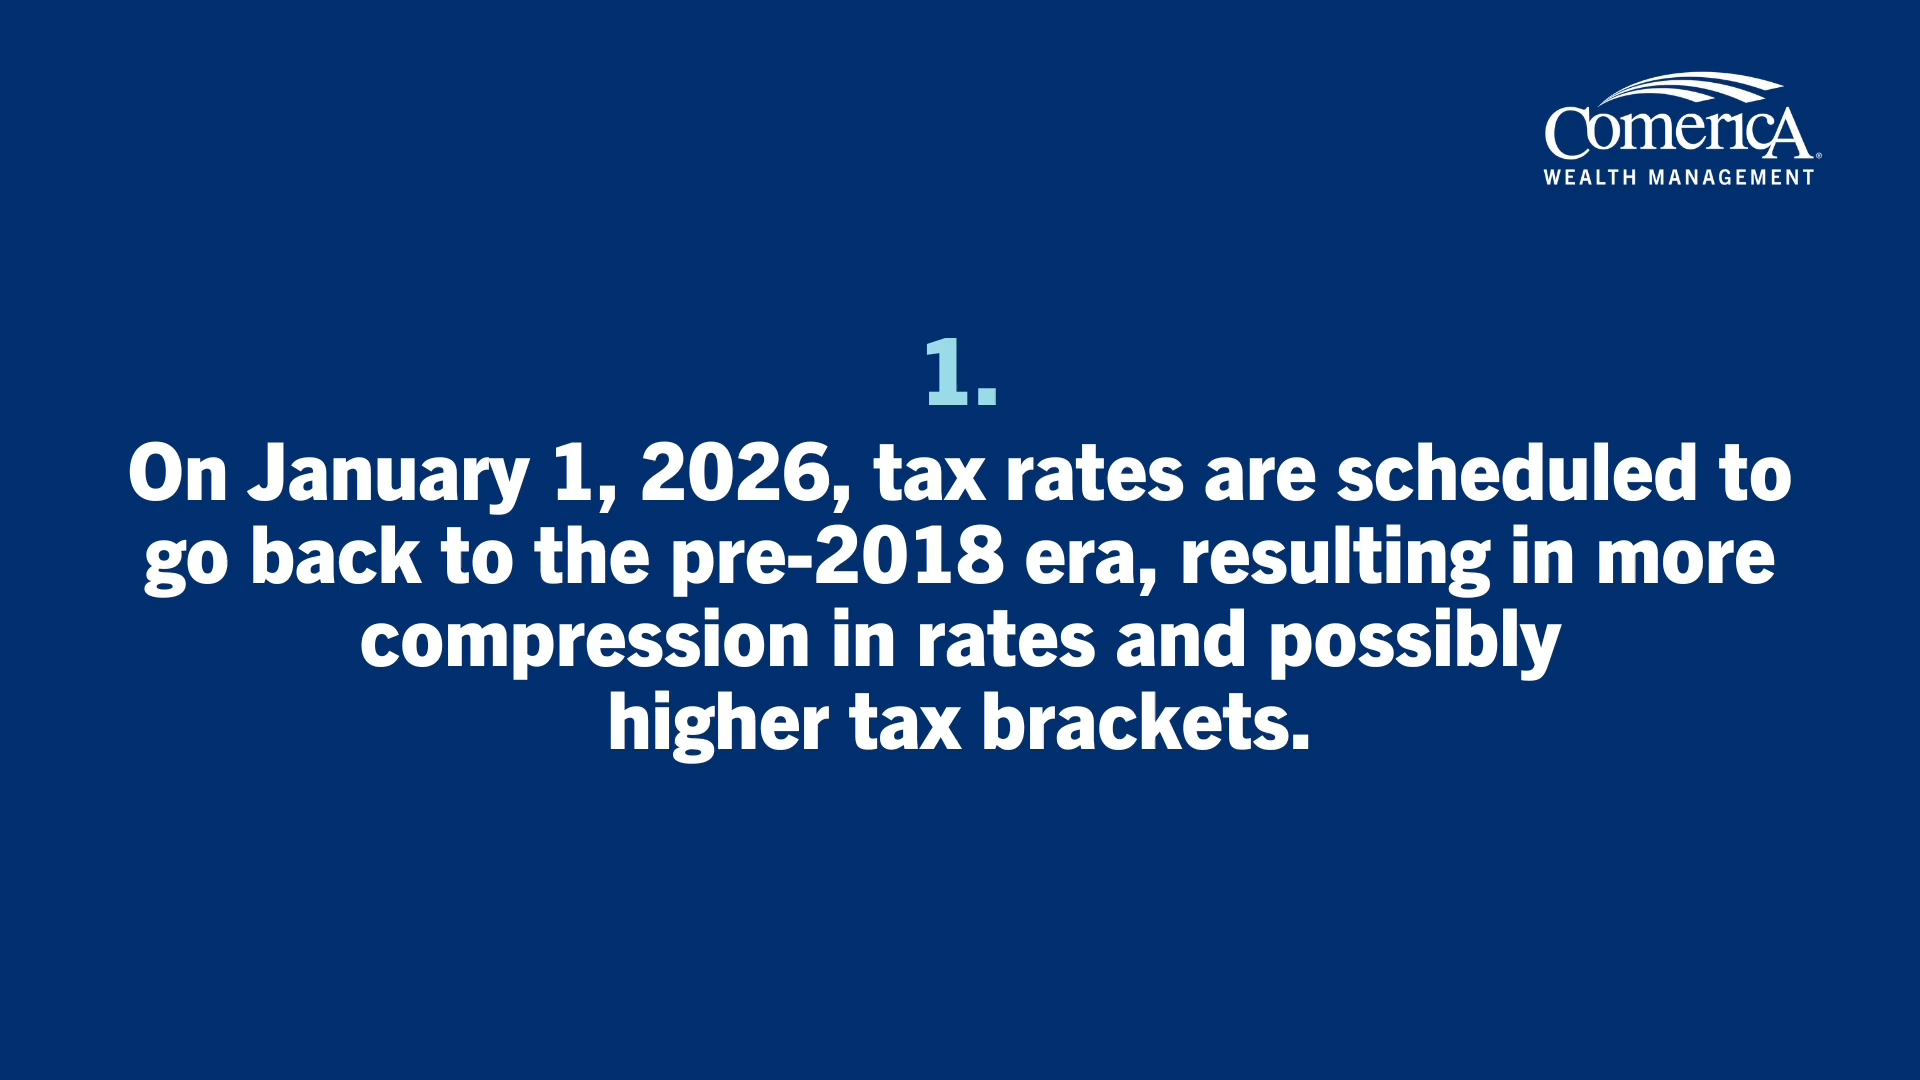 ComericA®
WEALTH MANAGEMENT
1.
On January 1, 2026, tax rates are scheduled to
go back to the pre-2018 era, resulting in more
compression in rates and possibly
higher tax brackets.